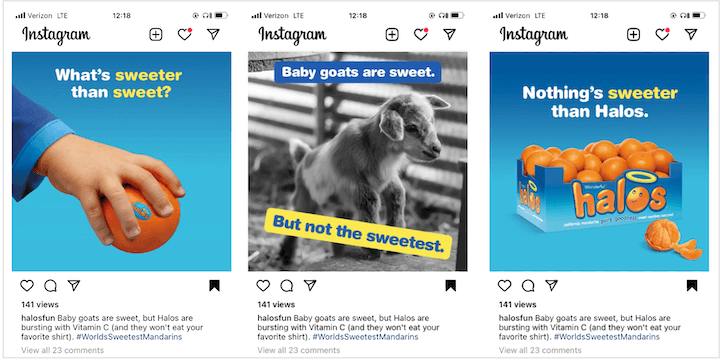 Verizon LTE
12:18
Instagram
What's sweeter
than sweet?
141 views
halosfun Baby goats are sweet, but Halos are
bursting with Vitamin C (and they won't eat your
favorite shirt). #WorldsSweetestMandarins
View all 23 comments
Verizon LTE
12:18
Instagram
Baby goats are sweet.
But not the sweetest.
141 views
halosfun Baby goats are sweet, but Halos are
bursting with Vitamin C (and they won't eat your
favorite shirt). #WorldsSweetestMandarins
View all 23 comments
Verizon LTE
12:18
Instagram
Nothing's sweeter
than Halos.
Wonderful
halos
pure goodness
141 views
halosfun Baby goats are sweet, but Halos are
bursting with Vitamin C (and they won't eat your
favorite shirt). #WorldsSweetestMandarins
View all 23 comments